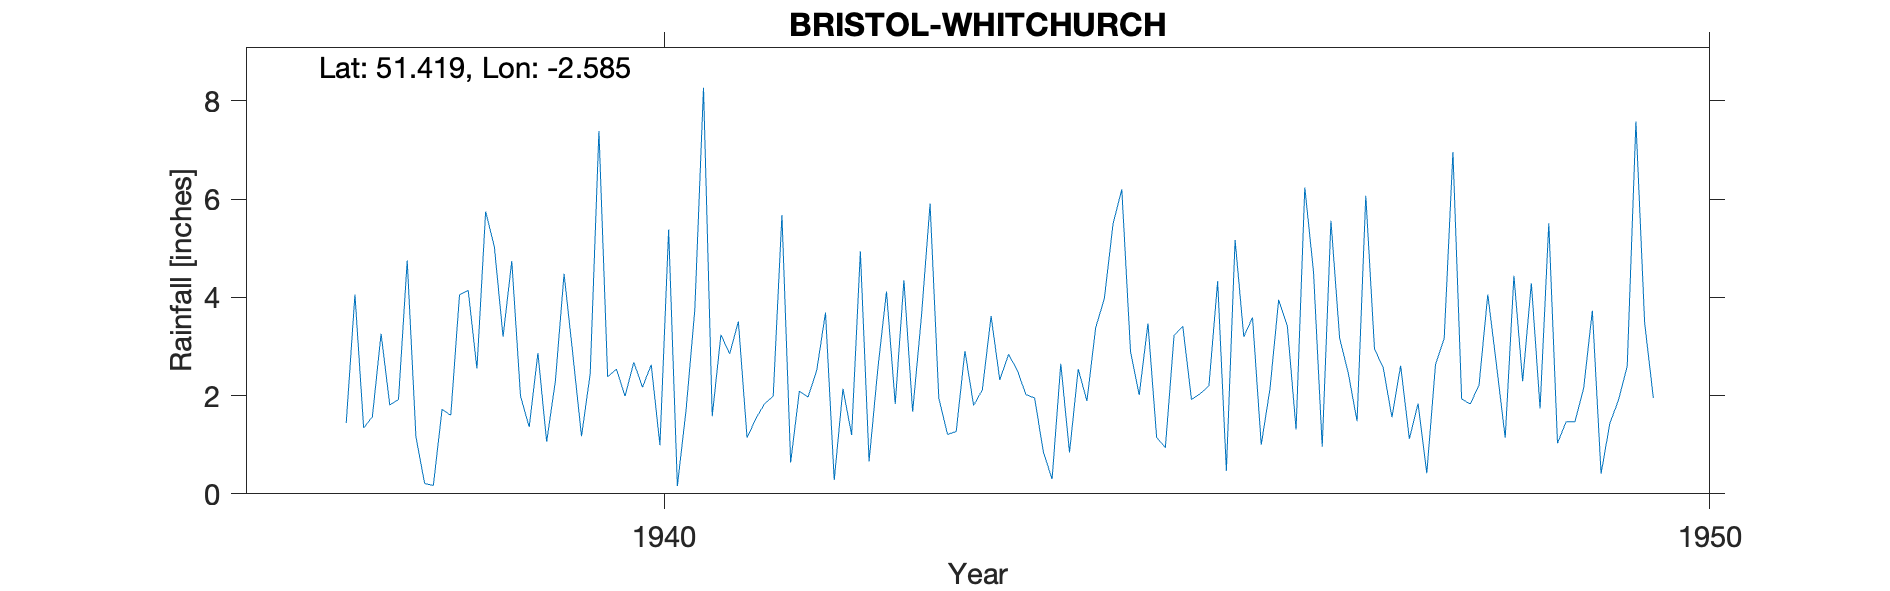 BRISTOL-WHITCHURCH
Lat: 51.419, Lon: -2.585
Rainfall [inches]
8
6
4
2
0
1940
1950
Year